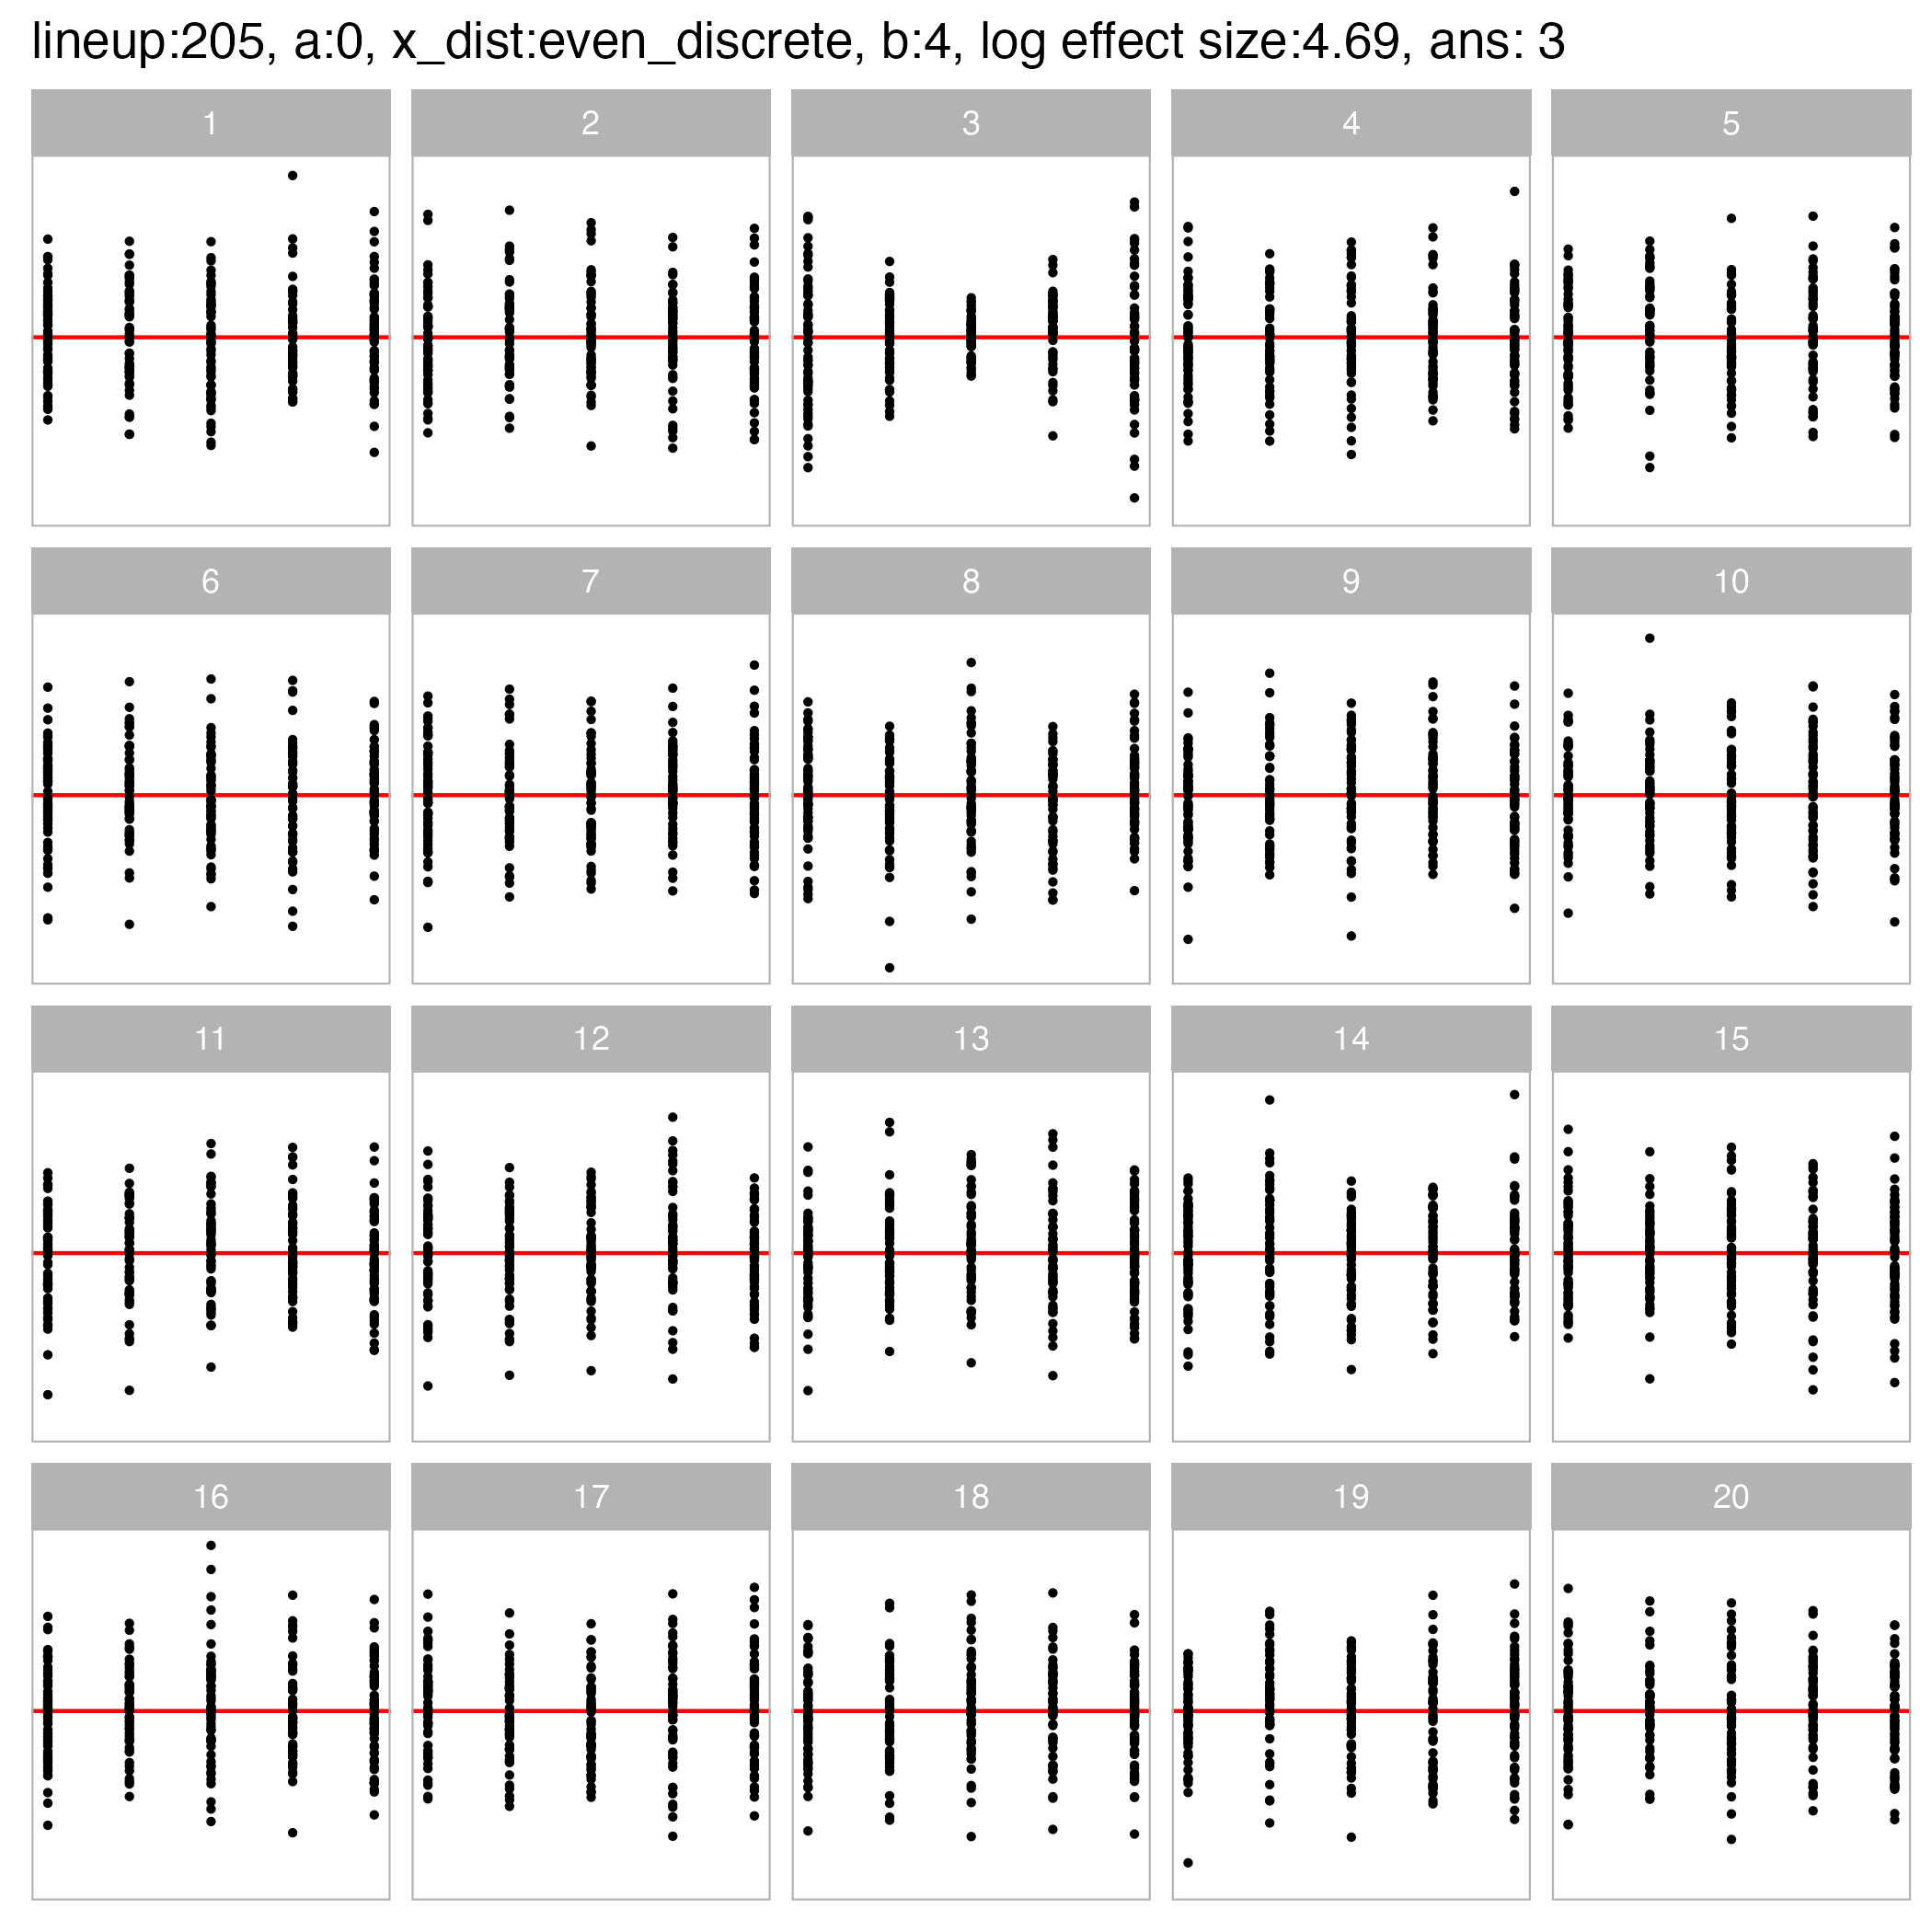 lineup:205, a:0, x_dist:even_discrete, b:4, log effect size:4.69, ans: 3
1 2 3 4 5
6 7 8 9 10
11 12 13 14 15
16 17 18 19 20